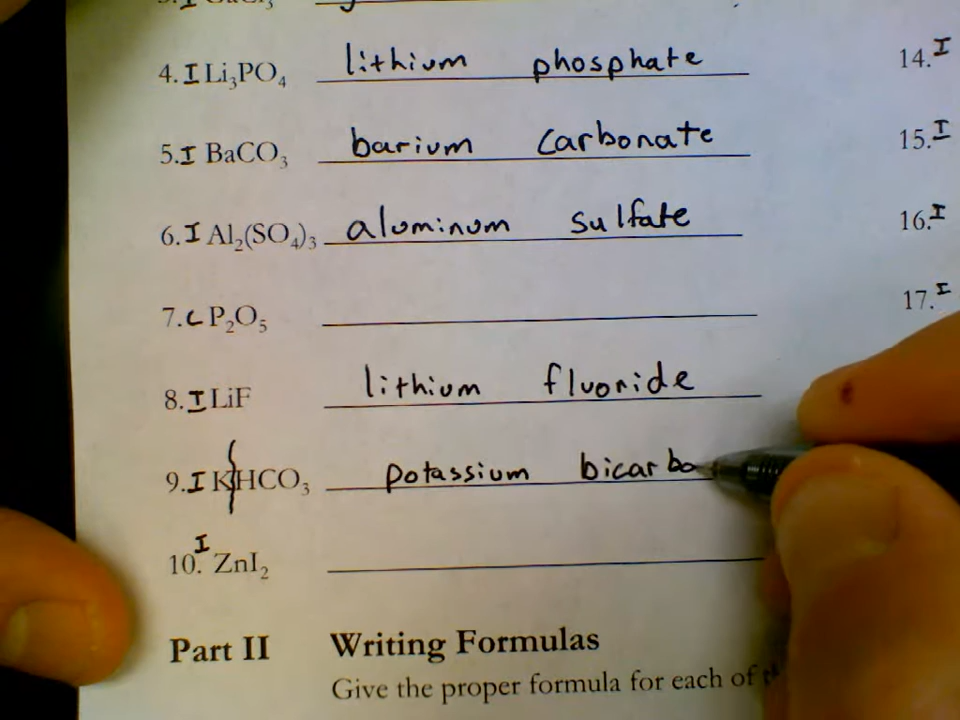 4. I Li₃PO₄ lithium phosphate 14. I
5. I BaCO₃ barium carbonate 15. I
6. I Al₂(SO₄)₃ aluminum sulfate 16. I
7. C P₂O₅ 17. I
8. I LiF lithium fluoride
9. I KHCO₃ potassium bicarbo
10. I ZnI₂
Part II Writing Formulas
Give the proper formula for each of